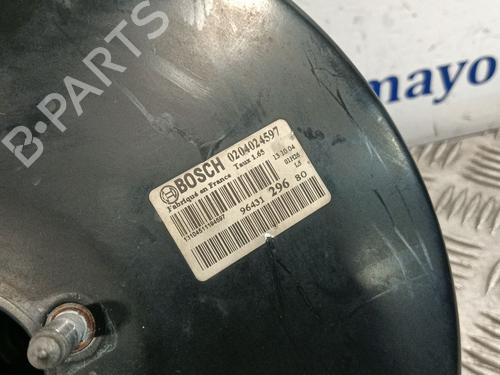 BOSCH 0204024597
Fabriqué en France Taux 1.65 13.10.04
96431 296 80
mayo
B-Parts